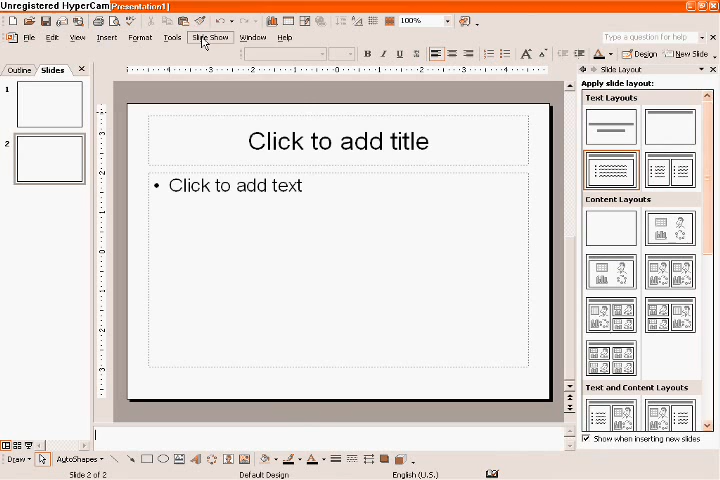 Unregistered HyperCam
Presentation1]
100%
File Edit View Insert Format Tools Slide Show Window Help
Type a question for help
B I U S
Design New Slide
Outline Slides
Slide Layout
1
2
Apply slide layout:
Text Layouts
Content Layouts
Text and Content Layouts
Show when inserting new slides
Click to add title
• Click to add text
Draw AutoShapes
Slide 2 of 2 Default Design English (U.S.)